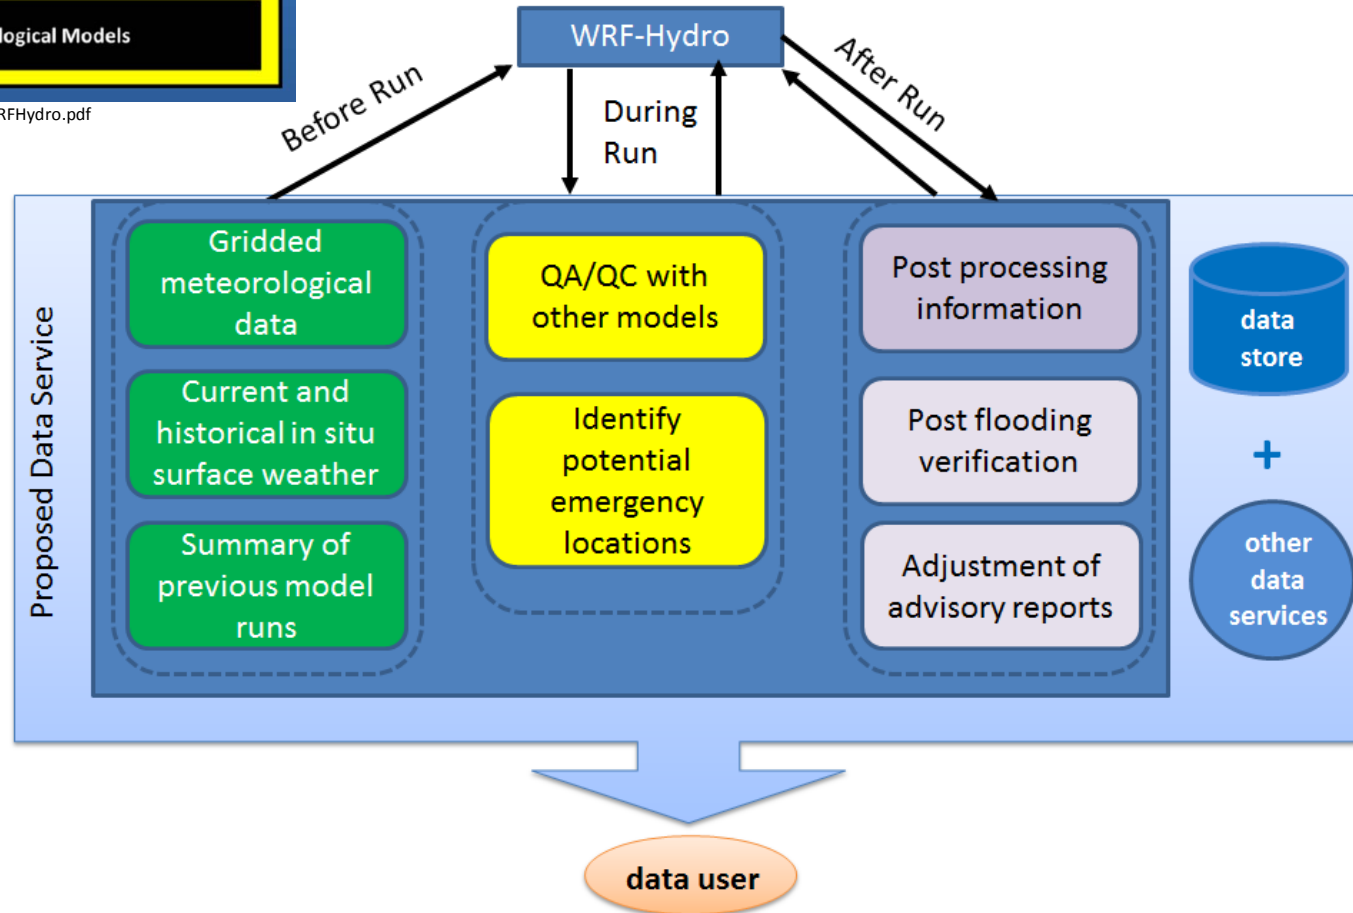 logical Models
RFHydro.pdf
WRF-Hydro
Before Run
During
Run
After Run
Proposed Data Service
Gridded
meteorological
data
Current and
historical in situ
surface weather
Summary of
previous model
runs
QA/QC with
other models
Identify
potential
emergency
locations
Post processing
information
Post flooding
verification
Adjustment of
advisory reports
data
store
+
other
data
services
data user